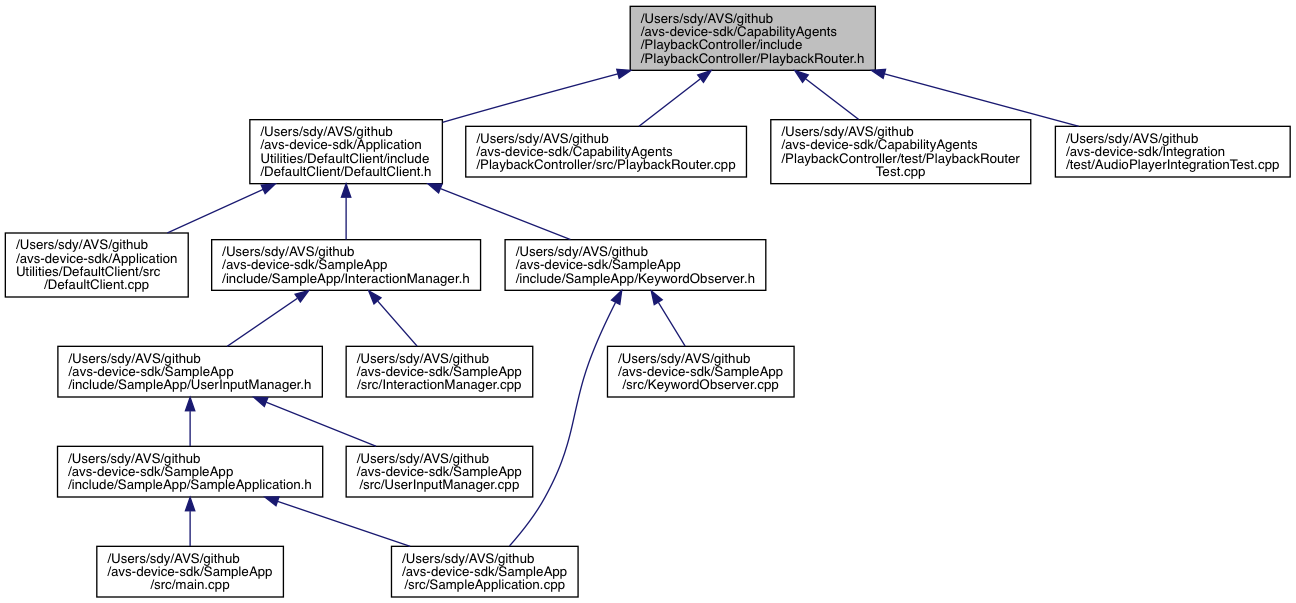 /Users/sdy/AVS/github
/avs-device-sdk/CapabilityAgents
/PlaybackController/include
/PlaybackController/PlaybackRouter.h
/Users/sdy/AVS/github
/avs-device-sdk/Application
Utilities/DefaultClient/include
/DefaultClient/DefaultClient.h
/Users/sdy/AVS/github
/avs-device-sdk/CapabilityAgents
/PlaybackController/src/PlaybackRouter.cpp
/Users/sdy/AVS/github
/avs-device-sdk/CapabilityAgents
/PlaybackController/test/PlaybackRouter
Test.cpp
/Users/sdy/AVS/github
/avs-device-sdk/Integration
/test/AudioPlayerIntegrationTest.cpp
/Users/sdy/AVS/github
/avs-device-sdk/Application
Utilities/DefaultClient/src
/DefaultClient.cpp
/Users/sdy/AVS/github
/avs-device-sdk/SampleApp
/include/SampleApp/InteractionManager.h
/Users/sdy/AVS/github
/avs-device-sdk/SampleApp
/include/SampleApp/KeywordObserver.h
/Users/sdy/AVS/github
/avs-device-sdk/SampleApp
/include/SampleApp/UserInputManager.h
/Users/sdy/AVS/github
/avs-device-sdk/SampleApp
/src/InteractionManager.cpp
/Users/sdy/AVS/github
/avs-device-sdk/SampleApp
/src/KeywordObserver.cpp
/Users/sdy/AVS/github
/avs-device-sdk/SampleApp
/include/SampleApp/SampleApplication.h
/Users/sdy/AVS/github
/avs-device-sdk/SampleApp
/src/UserInputManager.cpp
/Users/sdy/AVS/github
/avs-device-sdk/SampleApp
/src/main.cpp
/Users/sdy/AVS/github
/avs-device-sdk/SampleApp
/src/SampleApplication.cpp